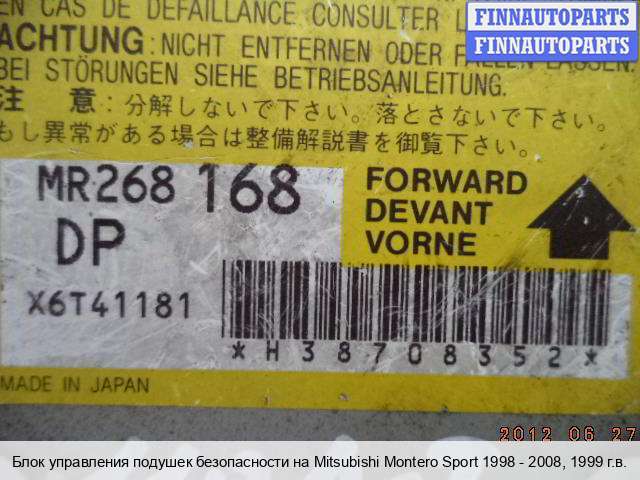 EN CAS DE DEFAILLANCE, CONSULTER
FINNAUTOPARTS
FINNAUTOPARTS
ACHTUNG: NICHT ENTFERNEN ODER FALLEN LASSEN.
BEI STÖRUNGEN SIEHE BETRIEBSANLEITUNG.
注 意:分解しないで下さい。落とさないで下さい。
もし異常がある場合は整備解説書を御覧下さい。
MR268 168
DP
X6T41181
FORWARD
DEVANT
VORNE
*H38708352*
MADE IN JAPAN
2012 06 27
Блок управления подушек безопасности на Mitsubishi Montero Sport 1998 - 2008, 1999 г.в.